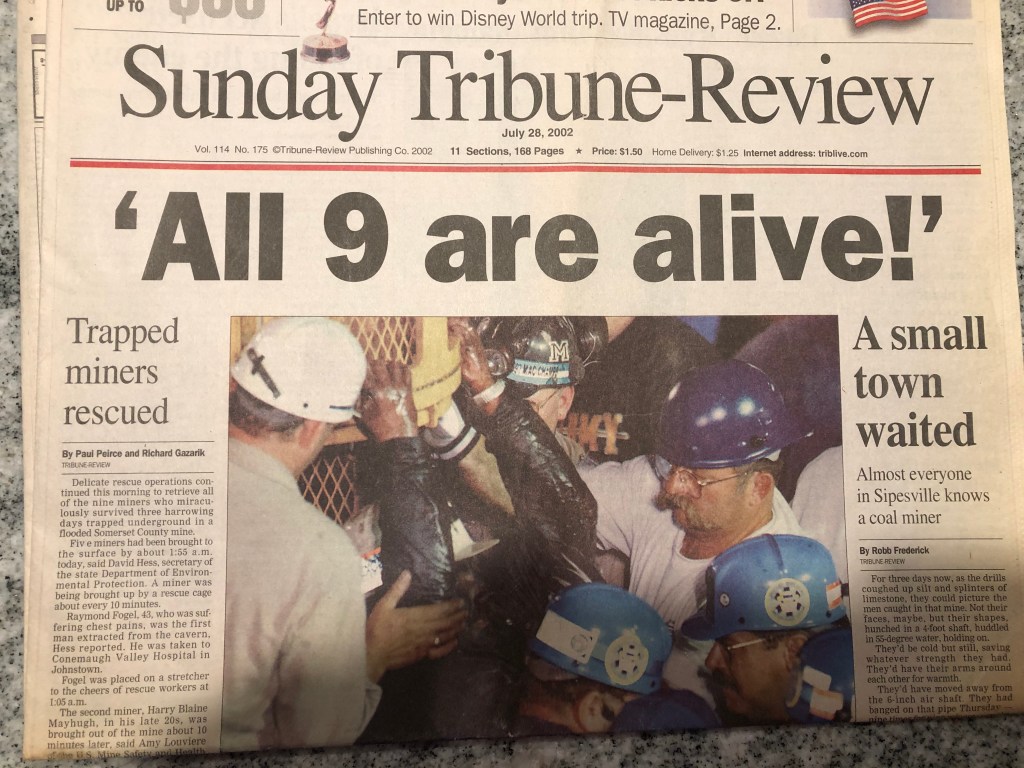 UP TO
Enter to win Disney World trip. TV magazine, Page 2.
Sunday Tribune-Review
July 28, 2002
Vol. 114 No. 175 ©Tribune-Review Publishing Co. 2002 11 Sections, 168 Pages ★ Price: $1.50 Home Delivery: $1.25 Internet address: triblive.com
‘All 9 are alive!’
Trapped
miners
rescued
By Paul Peirce and Richard Gazarik
TRIBUNE-REVIEW
Delicate rescue operations con-
tinued this morning to retrieve all
of the nine miners who miracu-
lously survived three harrowing
days trapped underground in a
flooded Somerset County mine.
Five miners had been brought to
the surface by about 1:55 a.m.
today, said David Hess, secretary of
the state Department of Environ-
mental Protection. A miner was
being brought up by a rescue cage
about every 10 minutes.
Raymond Fogel, 43, who was suf-
fering chest pains, was the first
man extracted from the cavern,
Hess reported. He was taken to
Conemaugh Valley Hospital in
Johnstown.
Fogel was placed on a stretcher
to the cheers of rescue workers at
1:05 a.m.
The second miner, Harry Blaine
Mayhugh, in his late 20s, was
brought out of the mine about 10
minutes later, said Amy Louviere
of the U.S. Mine Safety and Health
M
MAC CHAMPS
A small
town
waited
Almost everyone
in Sipesville knows
a coal miner
By Robb Frederick
TRIBUNE-REVIEW
For three days now, as the drills
coughed up silt and splinters of
limestone, they could picture the
men caught in that mine. Not their
faces, maybe, but their shapes,
hunched in a 4-foot shaft, huddled
in 55-degree water, holding on.
They'd be cold but still, saving
whatever strength they had.
They'd have their arms around
each other for warmth.
They'd have moved away from
the 6-inch air shaft. They had
banged on that pipe Thursday —
nine times